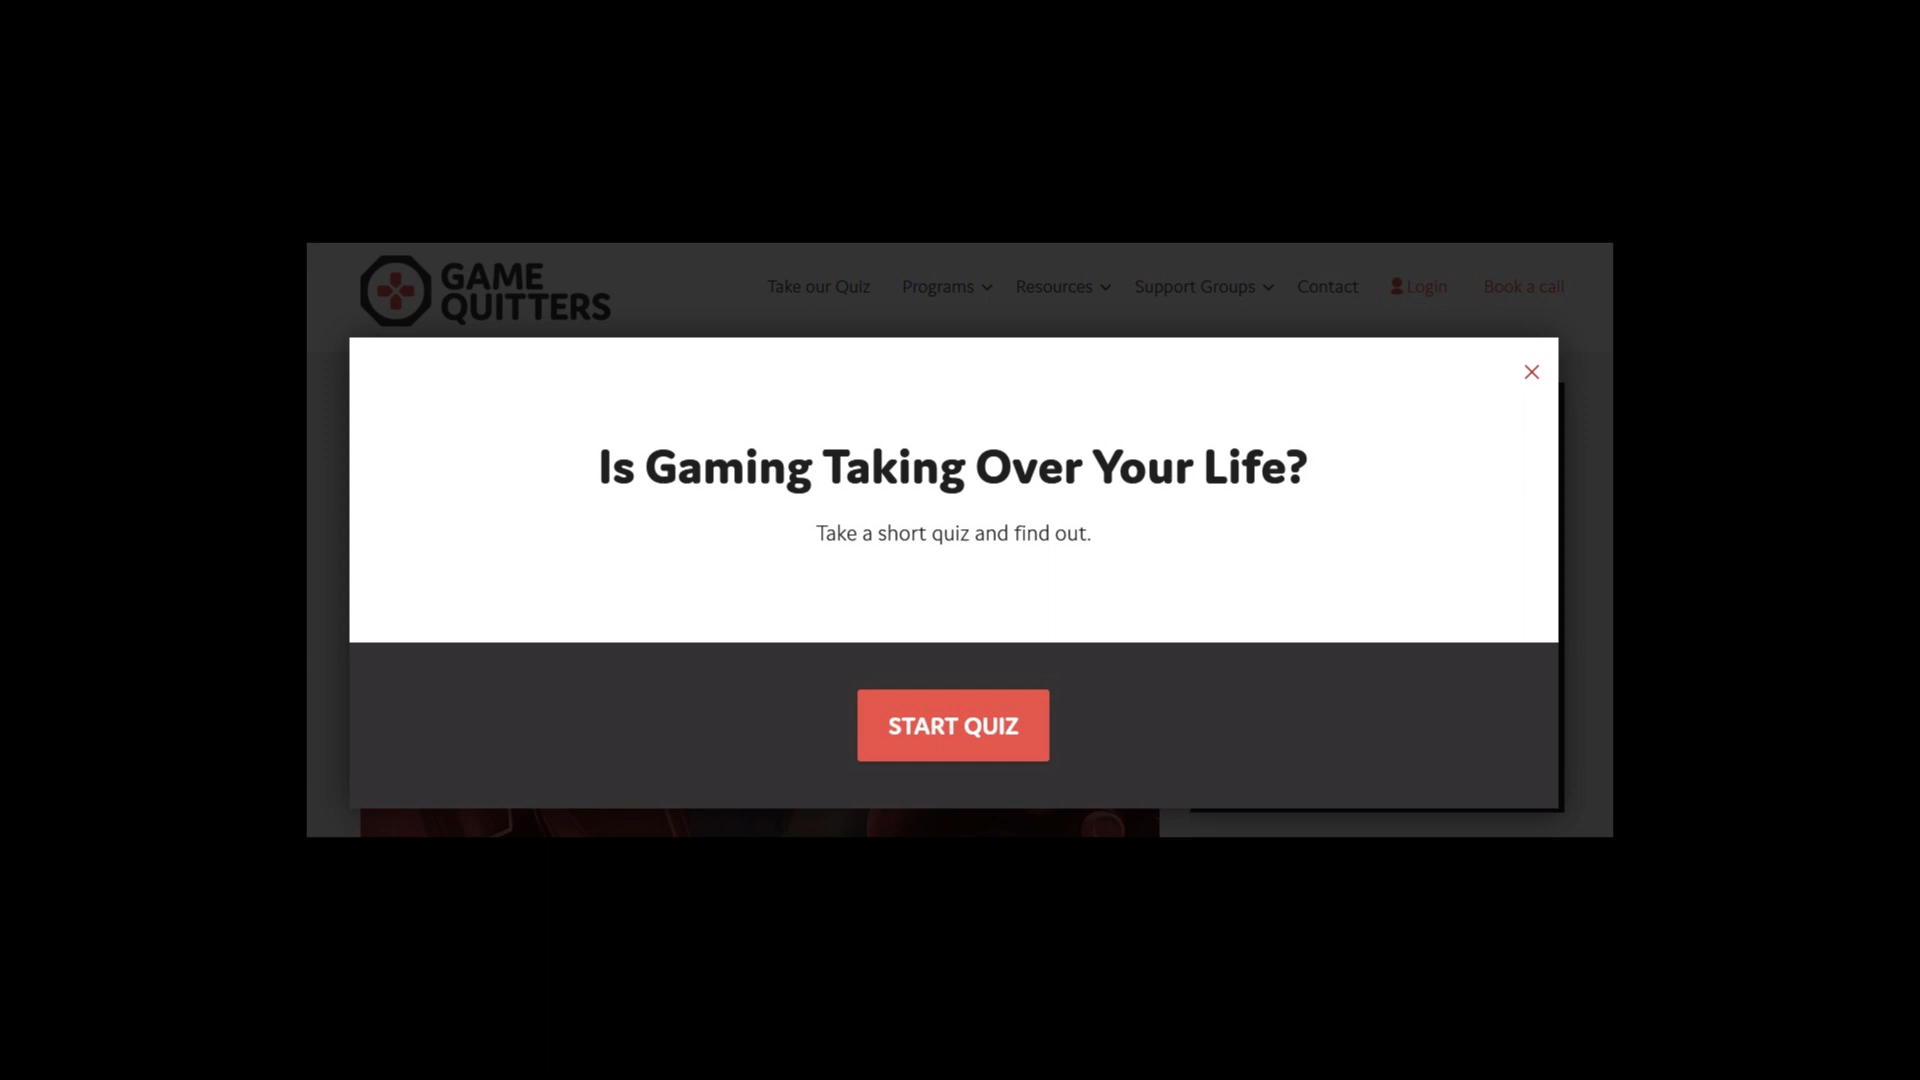 GAME
QUITTERS
Take our Quiz Programs Resources Support Groups Contact Login Book a call
Is Gaming Taking Over Your Life?
Take a short quiz and find out.
START QUIZ